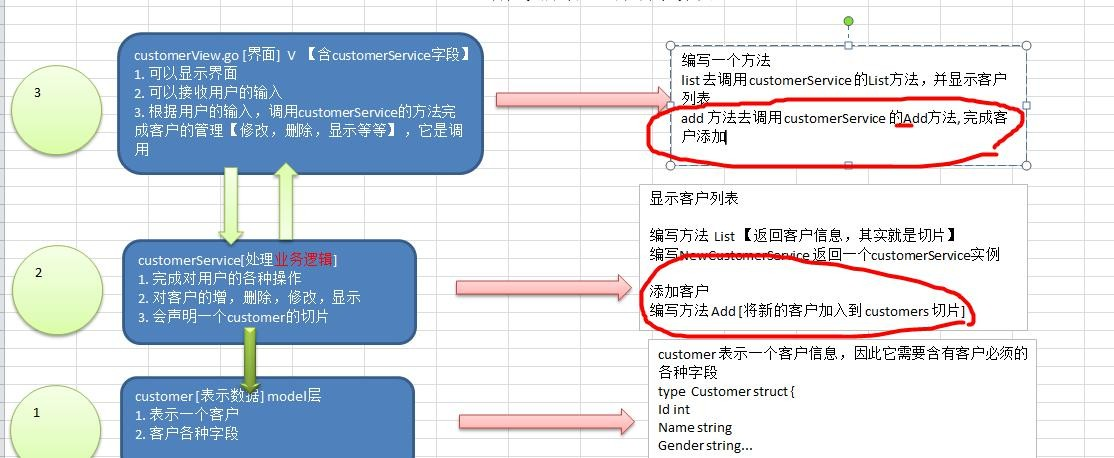 customerView.go [界面] V 【含customerService字段】
1. 可以显示界面
2. 可以接收用户的输入
3. 根据用户的输入，调用customerService的方法完
成客户的管理【修改，删除，显示等等】，它是调
用
3
编写一个方法
list 去调用 customerService 的List方法，并显示客户
列表
add 方法去调用 customerService 的Add方法, 完成客
户添加
customerService[处理业务逻辑]
1. 完成对用户的各种操作
2. 对客户的增，删除，修改，显示
3. 会声明一个customer的切片
2
显示客户列表
编写方法 List 【返回客户信息，其实就是切片】
编写NewCustomerService 返回一个customerService实例
添加客户
编写方法 Add [将新的客户加入到 customers 切片]
customer [表示数据] model层
1. 表示一个客户
2. 客户各种字段
1
customer 表示一个客户信息，因此它需要含有客户必须的
各种字段
type Customer struct {
Id int
Name string
Gender string...